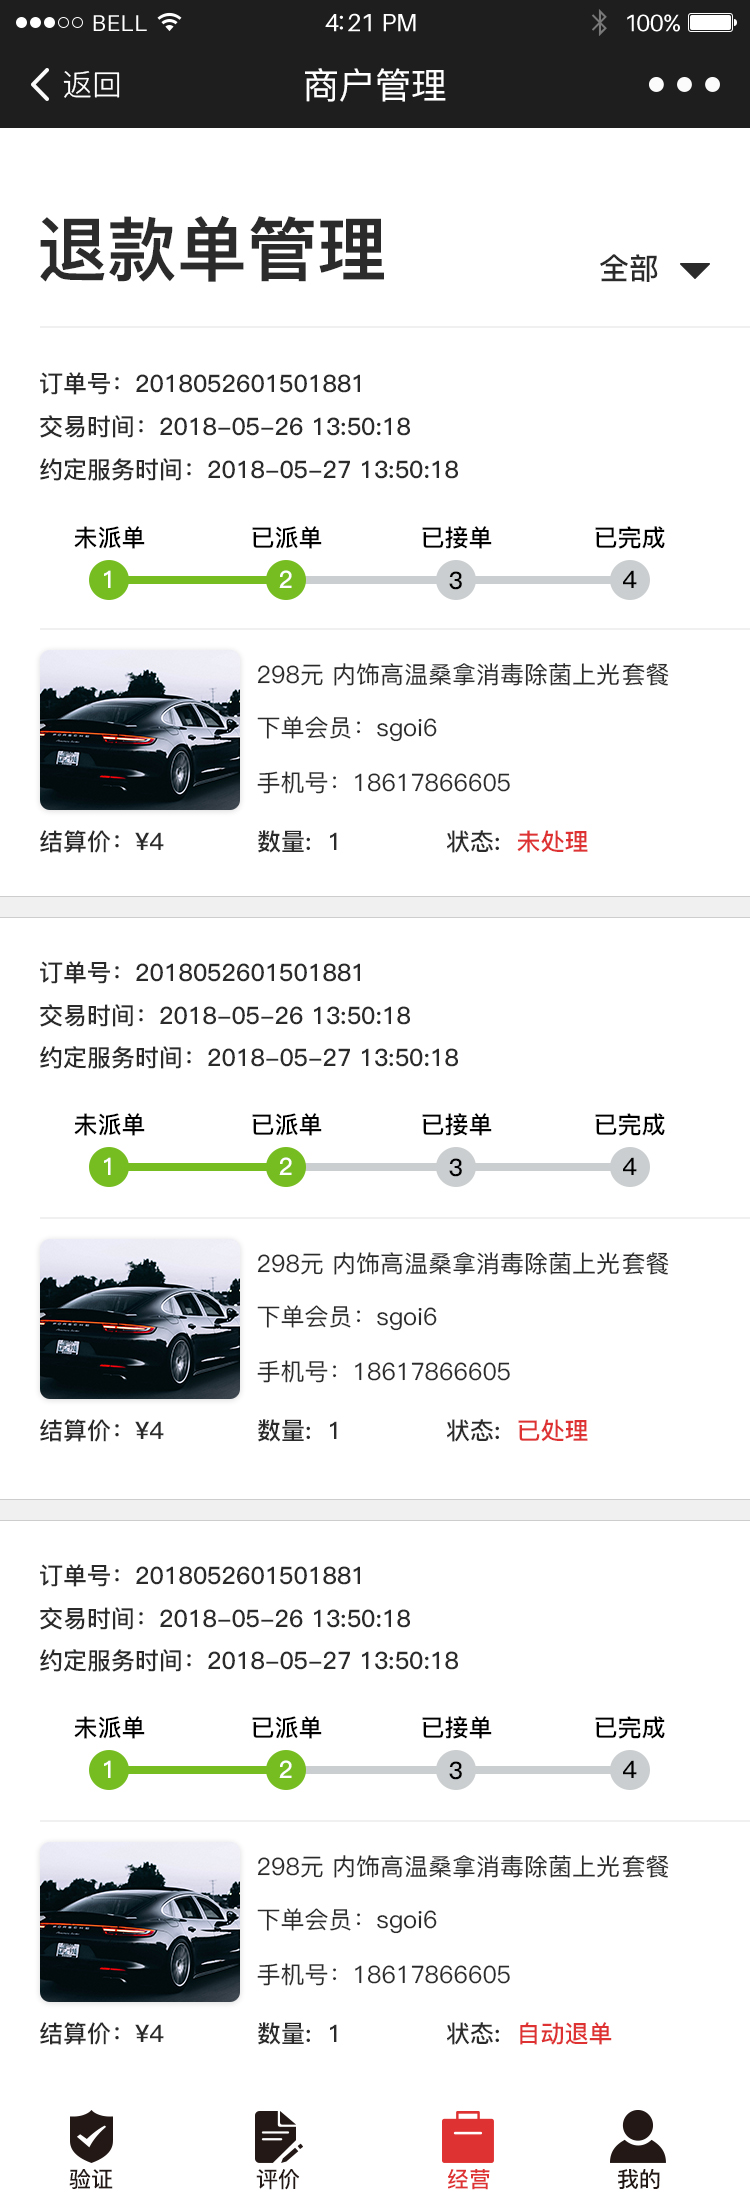 BELL 4:21 PM 100%
返回 商户管理
退款单管理 全部
订单号：2018052601501881
交易时间：2018-05-26 13:50:18
约定服务时间：2018-05-27 13:50:18
未派单 已派单 已接单 已完成
1 2 3 4
298元 内饰高温桑拿消毒除菌上光套餐
下单会员：sgoi6
手机号：18617866605
PORSCHE
结算价：¥4 数量：1 状态：未处理
订单号：2018052601501881
交易时间：2018-05-26 13:50:18
约定服务时间：2018-05-27 13:50:18
未派单 已派单 已接单 已完成
1 2 3 4
298元 内饰高温桑拿消毒除菌上光套餐
下单会员：sgoi6
手机号：18617866605
PORSCHE
结算价：¥4 数量：1 状态：已处理
订单号：2018052601501881
交易时间：2018-05-26 13:50:18
约定服务时间：2018-05-27 13:50:18
未派单 已派单 已接单 已完成
1 2 3 4
298元 内饰高温桑拿消毒除菌上光套餐
下单会员：sgoi6
手机号：18617866605
PORSCHE
结算价：¥4 数量：1 状态：自动退单
验证 评价 经营 我的